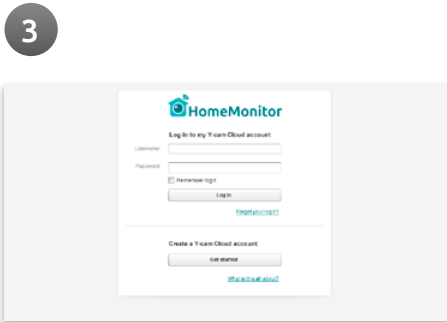 3
HomeMonitor
Log in to my Y-cam Cloud account
Username:
Password:
Remember login
Log in
Forgot your login?
Create a Y-cam Cloud account
Get started
What is this all about?